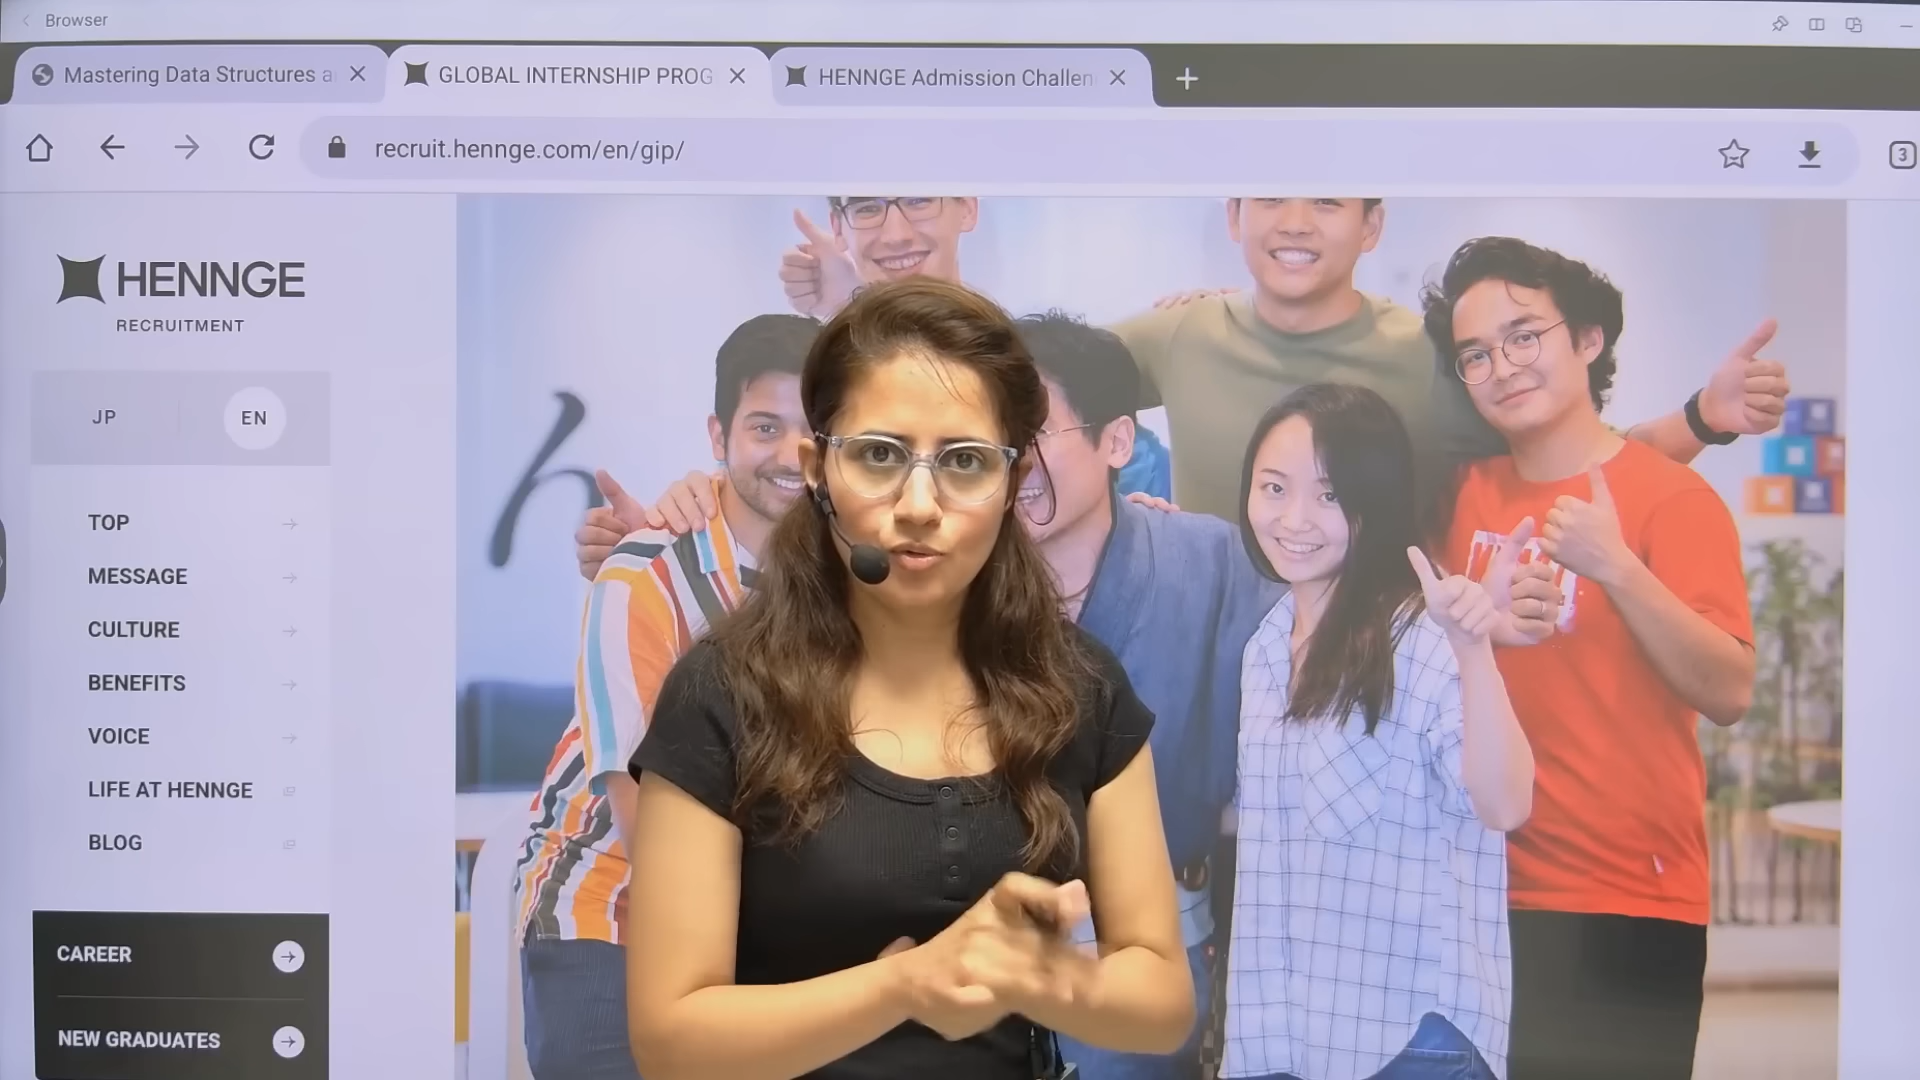 Browser
Mastering Data Structures a
GLOBAL INTERNSHIP PROG
HENNGE Admission Challen
recruit.hennge.com/en/gip/
3
HENNGE
RECRUITMENT
JP
EN
TOP
MESSAGE
CULTURE
BENEFITS
VOICE
LIFE AT HENNGE
BLOG
CAREER
NEW GRADUATES